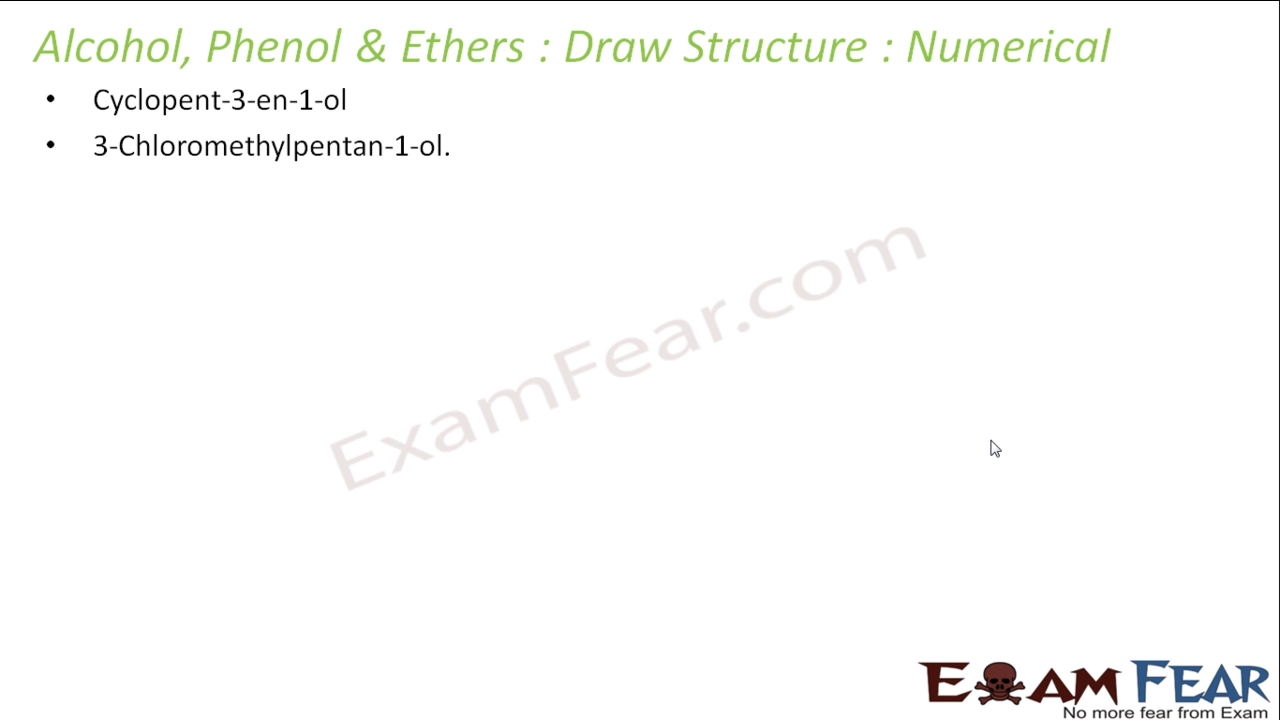 Alcohol, Phenol & Ethers : Draw Structure : Numerical
• Cyclopent-3-en-1-ol
• 3-Chloromethylpentan-1-ol.
ExamFear.com
EXAM FEAR
No more fear from Exam